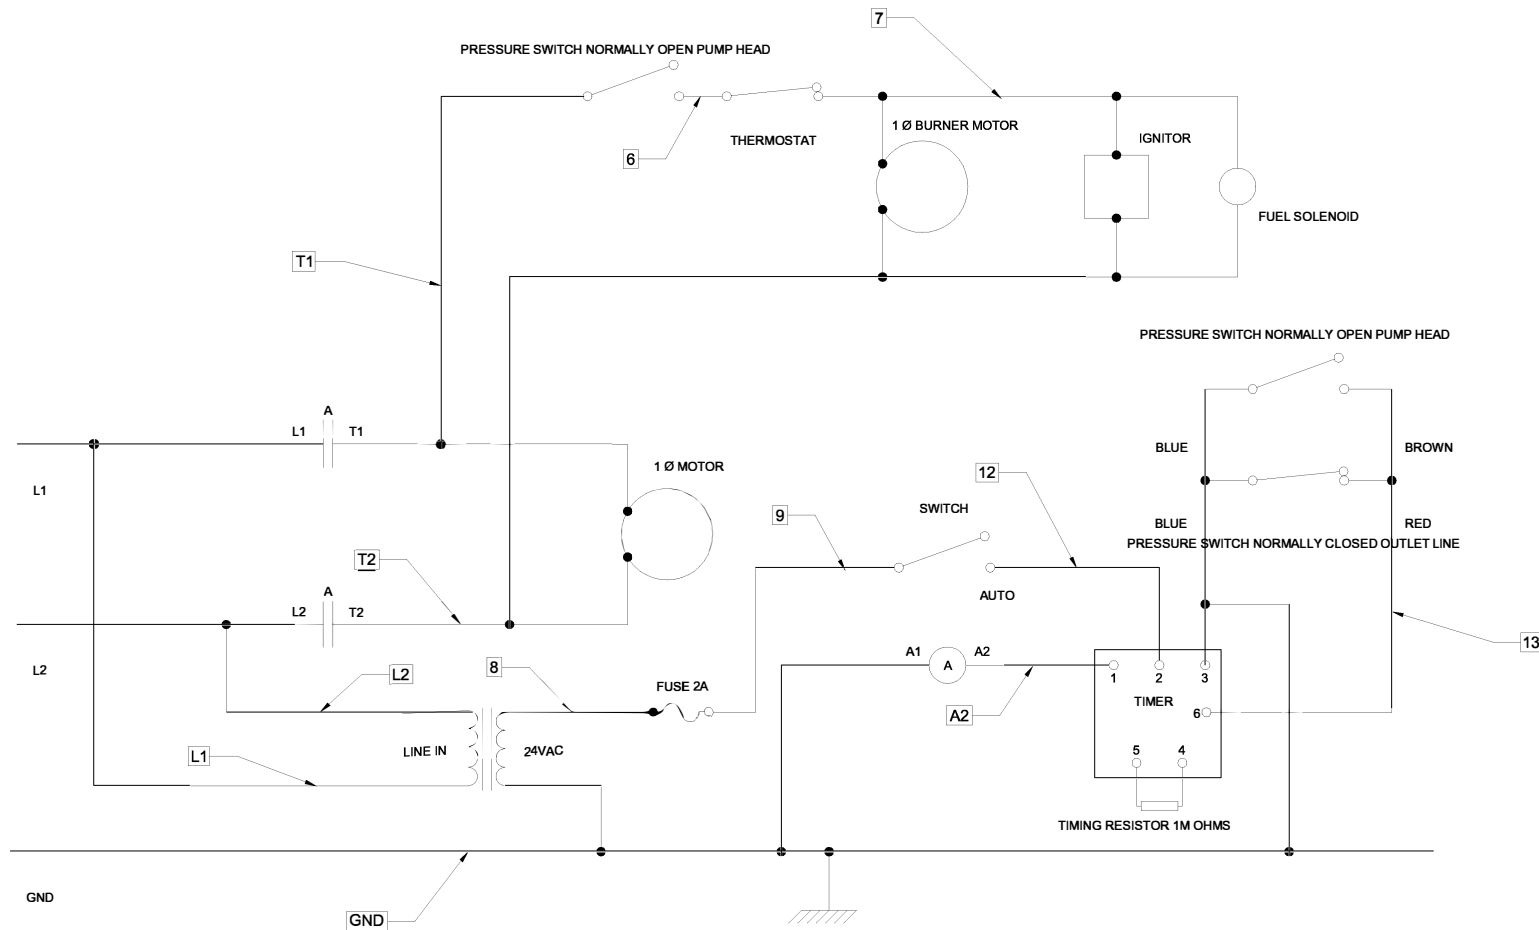 7
PRESSURE SWITCH NORMALLY OPEN PUMP HEAD
1 Ø BURNER MOTOR
THERMOSTAT
IGNITOR
6
FUEL SOLENOID
T1
PRESSURE SWITCH NORMALLY OPEN PUMP HEAD
A
L1 T1
BLUE BROWN
1 Ø MOTOR
12
L1
SWITCH
9
BLUE RED
PRESSURE SWITCH NORMALLY CLOSED OUTLET LINE
T2
A
AUTO
L2 T2
13
A1 A A2
L2
L2
8
FUSE 2A
1 2 3
TIMER
A2
6
LINE IN 24VAC
L1
5 4
TIMING RESISTOR 1M OHMS
GND
GND